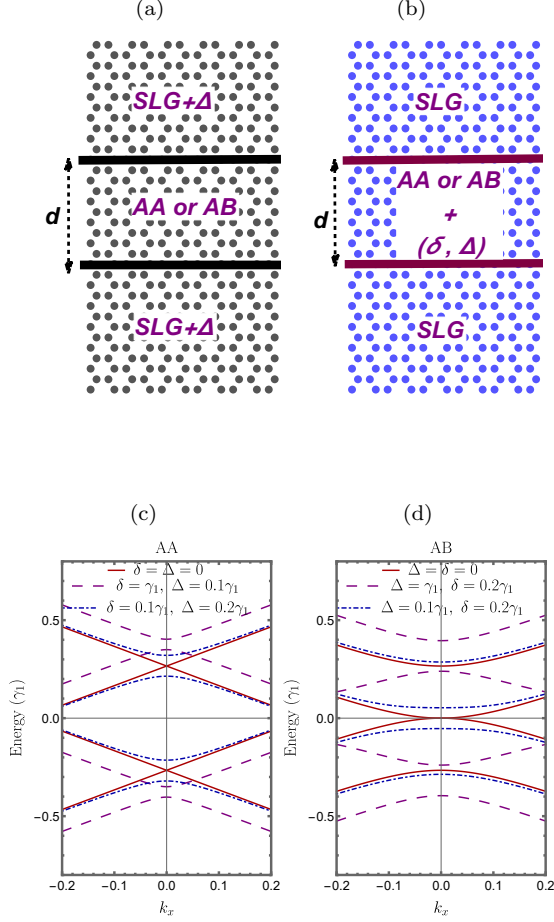 (a)
(b)
SLG+Δ
SLG
d
AA or AB
d
AA or AB
+
(δ, Δ)
SLG+Δ
SLG
(c)
(d)
AA
AB
δ = Δ = 0
δ = γ₁, Δ = 0.1γ₁
δ = 0.1γ₁, Δ = 0.2γ₁
Δ = δ = 0
Δ = γ₁, δ = 0.2γ₁
Δ = 0.1γ₁, δ = 0.2γ₁
Energy (γ₁)
0.5
0.0
−0.5
−0.2 −0.1 0.0 0.1 0.2
kₓ
Energy (γ₁)
0.5
0.0
−0.5
−0.2 −0.1 0.0 0.1 0.2
kₓ